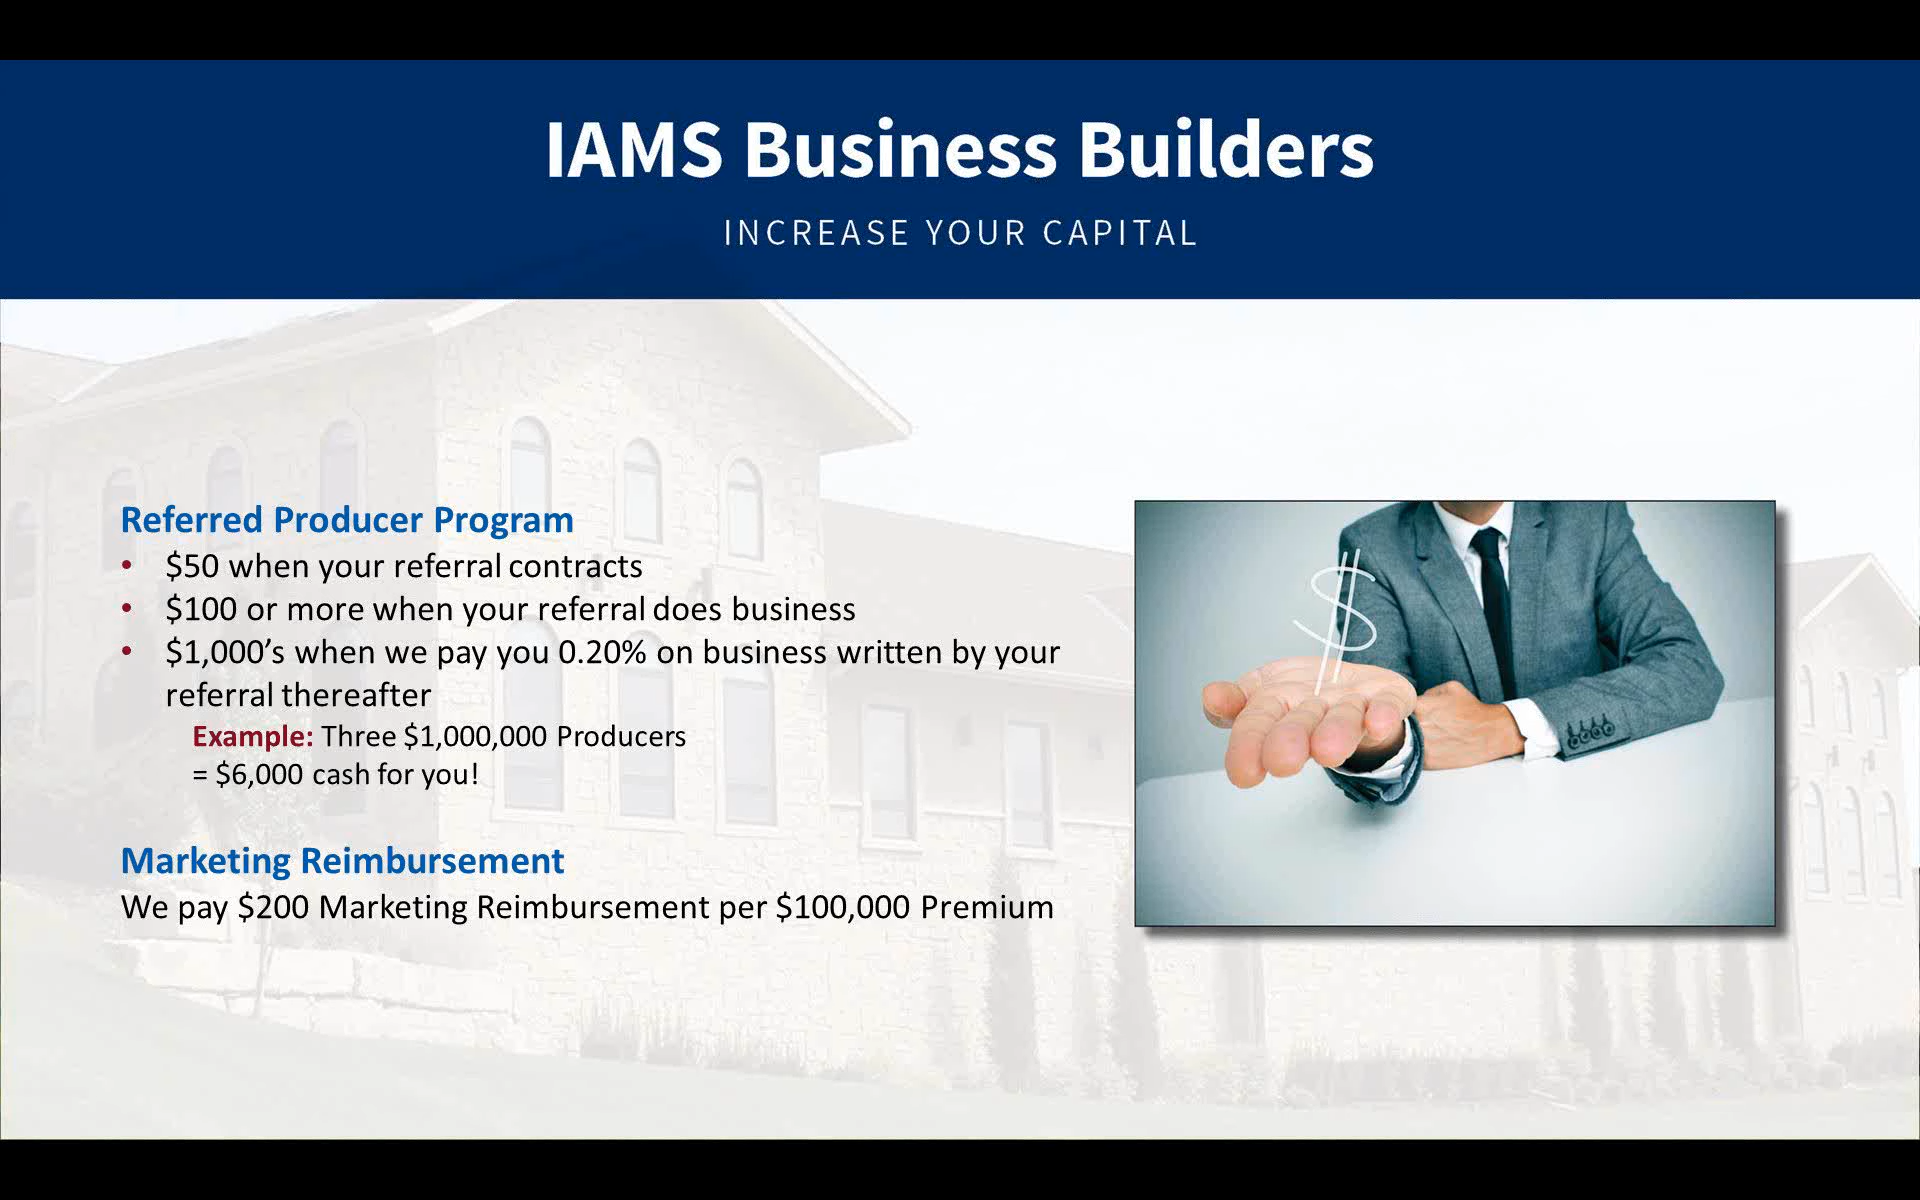 IAMS Business Builders
INCREASE YOUR CAPITAL
Referred Producer Program
• $50 when your referral contracts
• $100 or more when your referral does business
• $1,000’s when we pay you 0.20% on business written by your
referral thereafter
Example: Three $1,000,000 Producers
= $6,000 cash for you!
Marketing Reimbursement
We pay $200 Marketing Reimbursement per $100,000 Premium
$